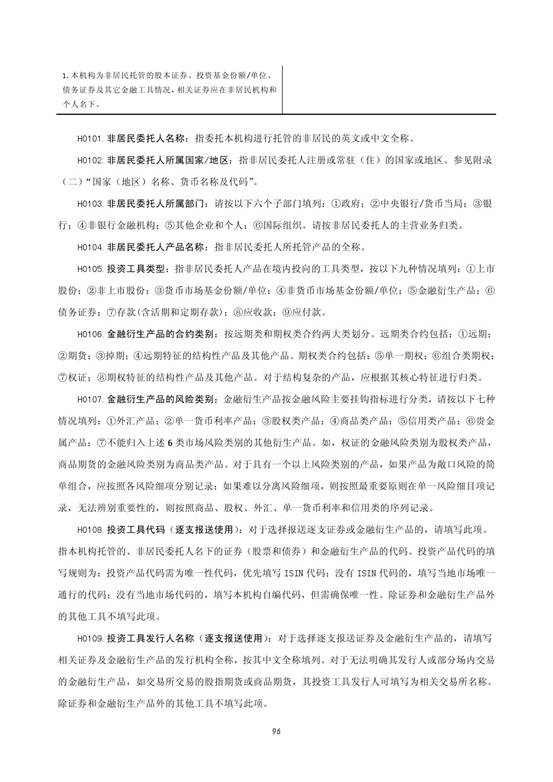 1.本机构为非居民托管的股本证券、投资基金份额/单位、
债务证券及其它金融工具情况,相关证券应在非居民机构和
个人名下。
H0101.非居民委托人名称：指委托本机构进行托管的非居民的英文或中文全称。
H0102.非居民委托人所属国家/地区：指非居民委托人注册或常驻（住）的国家或地区。参见附录
（二）“国家（地区）名称、货币名称及代码”。
H0103.非居民委托人所属部门：请按以下六个子部门填列：①政府；②中央银行/货币当局；③银
行；④非银行金融机构；⑤其他企业和个人；⑥国际组织。请按非居民委托人的主营业务归类。
H0104.非居民委托人产品名称：指非居民委托人所托管产品的全称。
H0105.投资工具类型：指非居民委托人产品在境内投向的工具类型，按以下九种情况填列：①上市
股份；②非上市股份；③货币市场基金份额/单位；④非货币市场基金份额/单位；⑤金融衍生产品；⑥
债务证券；⑦存款(含活期和定期存款)；⑧应收款；⑨应付款。
H0106.金融衍生产品的合约类别：按远期类和期权类合约两大类划分。远期类合约包括：①远期；
②期货；③掉期；④远期特征的结构性产品及其他产品。期权类合约包括：⑤单一期权；⑥组合类期权；
⑦权证；⑧期权特征的结构性产品及其他产品。对于结构复杂的产品，应根据其核心特征进行归类。
H0107.金融衍生产品的风险类别：金融衍生产品按金融风险主要挂钩指标进行分类，请按以下七种
情况填列：①外汇产品；②单一货币利率产品；③股权类产品；④商品类产品；⑤信用类产品；⑥贵金
属产品；⑦不能归入上述6类市场风险类别的其他衍生产品。如，权证的金融风险类别为股权类产品，
商品期货的金融风险类别为商品类产品。对于具有一个以上风险类别的产品，如果产品为敞口风险的简
单组合，应按照各风险细项分别记录；如果难以分离风险细项，则按照最重要原则在单一风险细目项记
录，无法辨别重要性的，则按照商品、股权、外汇、单一货币利率和信用类的序列记录。
H0108.投资工具代码（逐支报送使用）：对于选择报送逐支证券或金融衍生产品的，请填写此项。
指本机构托管的、非居民委托人名下的证券（股票和债券）和金融衍生产品的代码。投资产品代码的填
写规则为：投资产品代码需为唯一性代码，优先填写ISIN代码；没有ISIN代码的，填写当地市场唯一
通行的代码；没有当地市场代码的，填写本机构自编代码，但需确保唯一性。除证券和金融衍生产品外
的其他工具不填写此项。
H0109.投资工具发行人名称（逐支报送使用）：对于选择逐支报送证券及金融衍生产品的，请填写
相关证券及金融衍生产品的发行机构全称，按其中文全称填列。对于无法明确其发行人或部分场内交易
的金融衍生产品，如交易所交易的股指期货或商品期货，其投资工具发行人可填写为相关交易所名称。
除证券和金融衍生产品外的其他工具不填写此项。
96